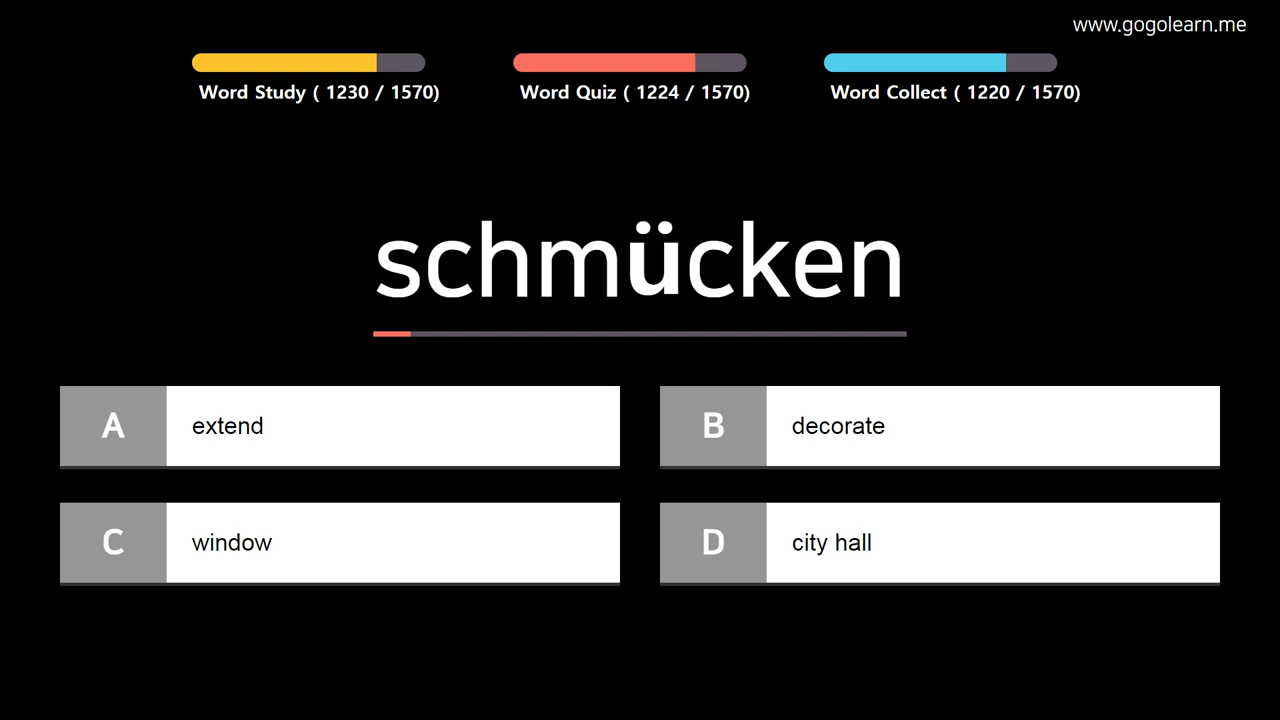 www.gogolearn.me
Word Study ( 1230 / 1570)
Word Quiz ( 1224 / 1570)
Word Collect ( 1220 / 1570)
schmücken
A extend
B decorate
C window
D city hall